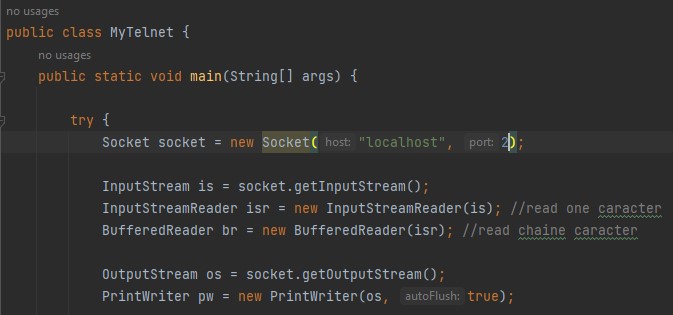 no usages
public class MyTelnet {
no usages
public static void main(String[] args) {
try {
Socket socket = new Socket( host: "localhost", port: 2);
InputStream is = socket.getInputStream();
InputStreamReader isr = new InputStreamReader(is); //read one caracter
BufferedReader br = new BufferedReader(isr); //read chaine caracter
OutputStream os = socket.getOutputStream();
PrintWriter pw = new PrintWriter(os, autoFlush: true);